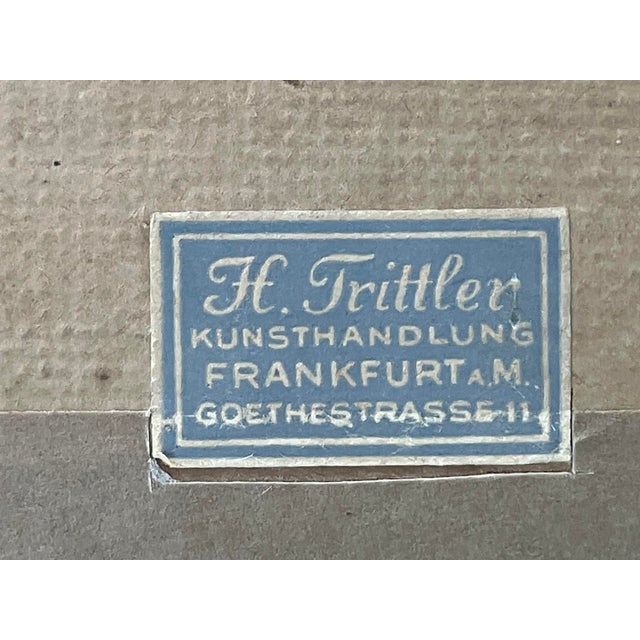 H. Trittler
KUNSTHANDLUNG
FRANKFURT A.M.
GOETHESTRASSE 11